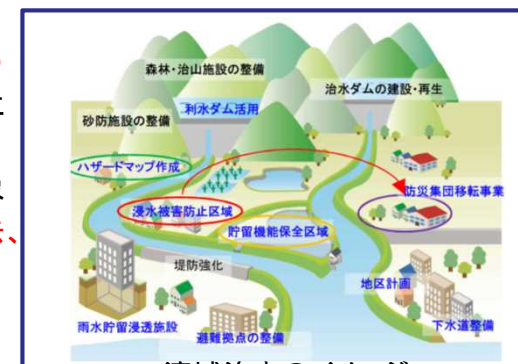 森林・治山施設の整備
治水ダムの建設・再生
利水ダム活用
砂防施設の整備
ハザードマップ作成
防災集団移転事業
浸水被害防止区域
貯留機能保全区域
堤防強化
地区計画
雨水貯留浸透施設
下水道整備
避難拠点の整備